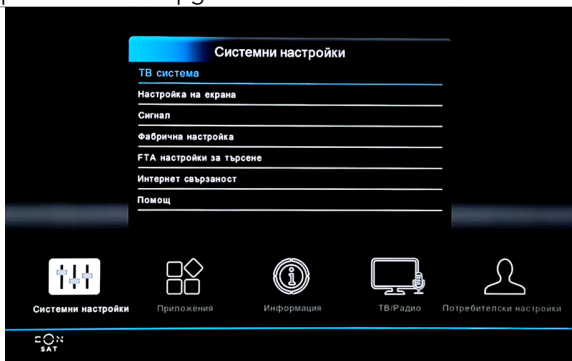 Системни настройки
ТВ система
Настройка на екрана
Сигнал
Фабрична настройка
FTA настройки за търсене
Интернет свързаност
Помощ
Системни настройки
Приложения
Информация
ТВ/Радио
Потребителски настройки
SAT